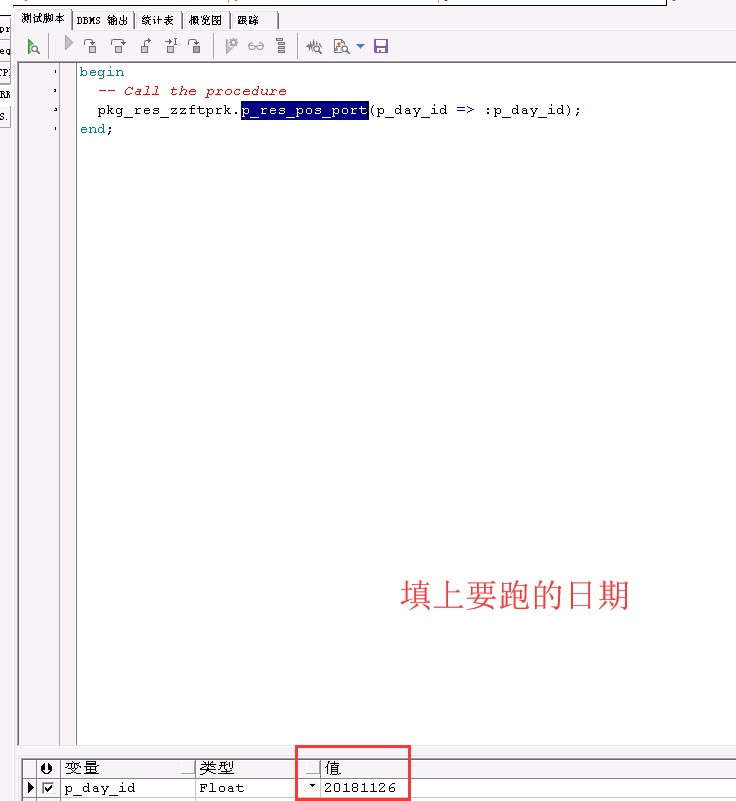 测试脚本 DBMS 输出 统计表 概览图 跟踪
begin
-- Call the procedure
pkg_res_zzftprk.p_res_pos_port(p_day_id => :p_day_id);
end;
填上要跑的日期
变量 类型 值
p_day_id Float 20181126